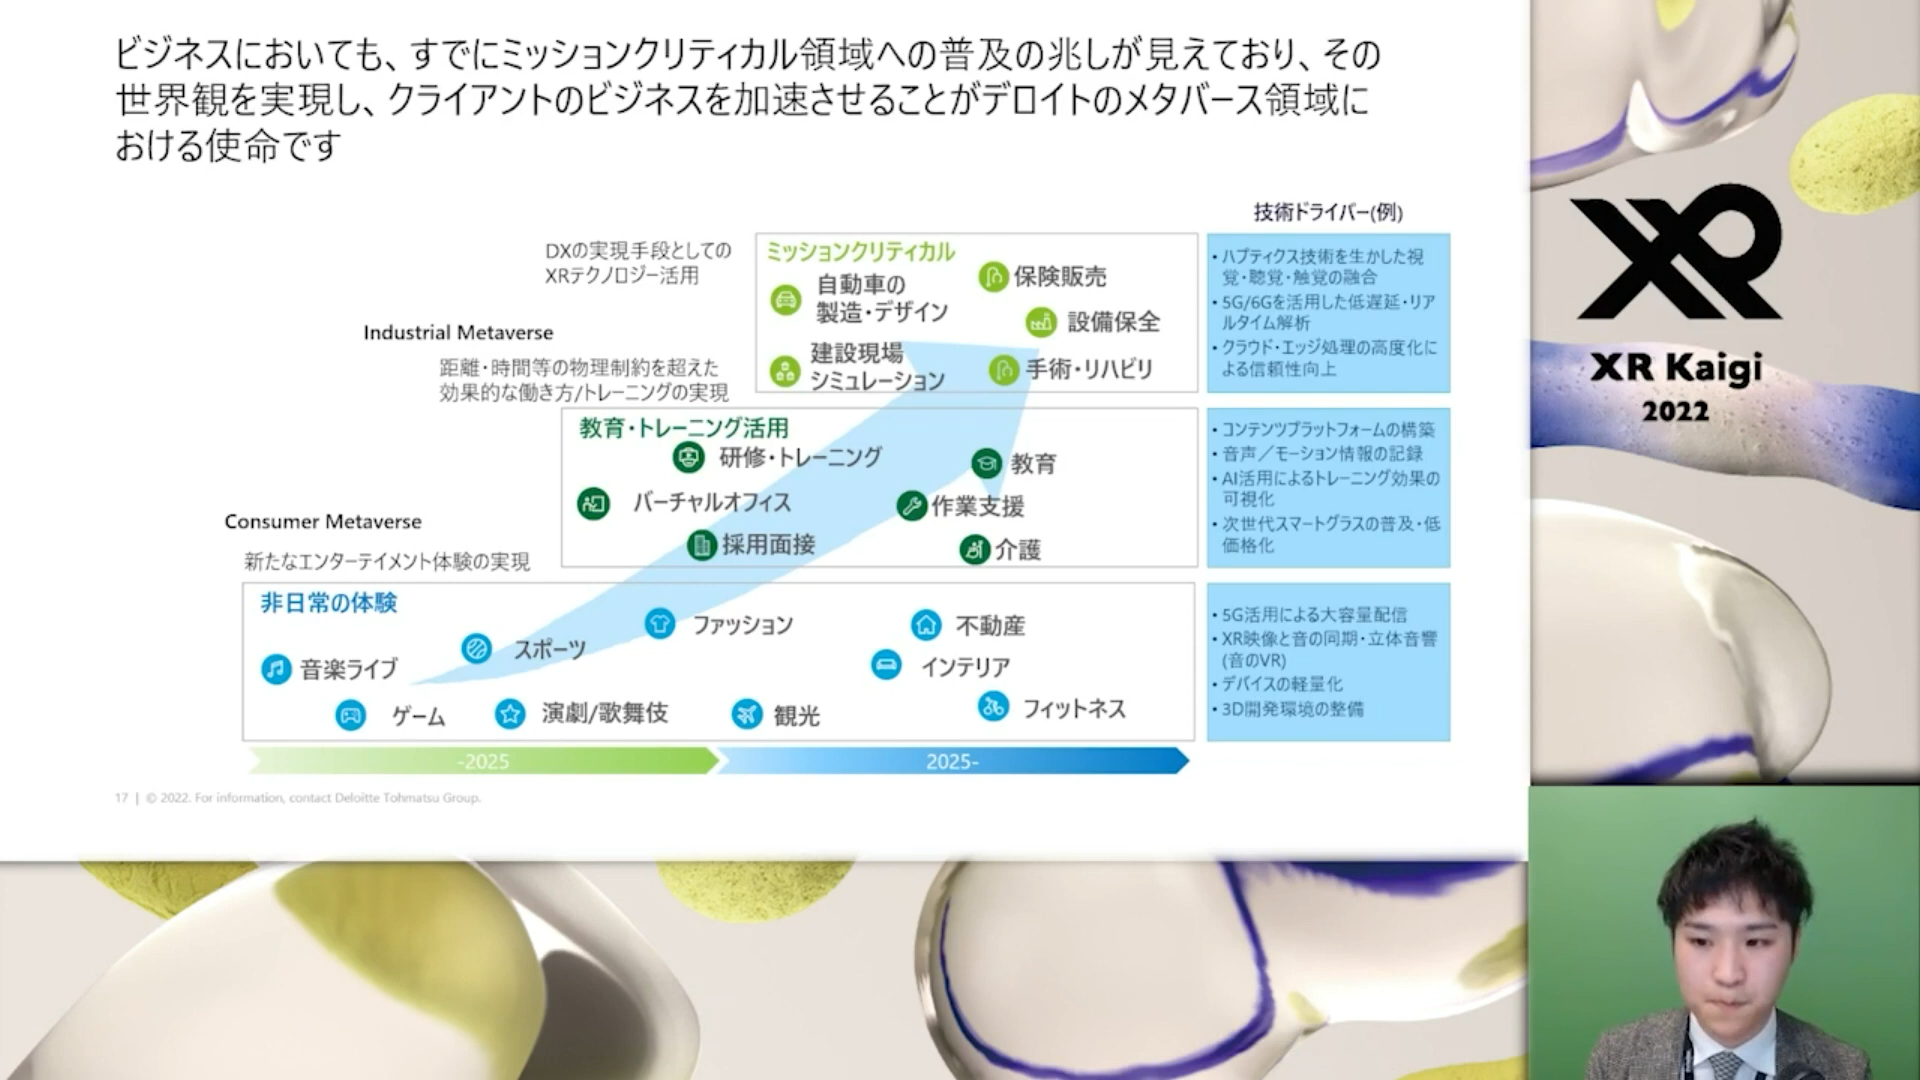 ビジネスにおいても、すでにミッションクリティカル領域への普及の兆しが見えており、その
世界観を実現し、クライアントのビジネスを加速させることがデロイトのメタバース領域に
おける使命です
技術ドライバー(例)
DXの実現手段としての
XRテクノロジー活用
ミッションクリティカル
自動車の
製造・デザイン
保険販売
設備保全
建設現場
シミュレーション
手術・リハビリ
・ハプティクス技術を生かした視
覚・聴覚・触覚の融合
・5G/6Gを活用した低遅延・リア
ルタイム解析
・クラウド・エッジ処理の高度化に
よる信頼性向上
Industrial Metaverse
距離・時間等の物理制約を超えた
効果的な働き方/トレーニングの実現
教育・トレーニング活用
研修・トレーニング
教育
バーチャルオフィス
作業支援
採用面接
介護
・コンテンツプラットフォームの構築
・音声／モーション情報の記録
・AI活用によるトレーニング効果の
可視化
・次世代スマートグラスの普及・低
価格化
Consumer Metaverse
新たなエンターテイメント体験の実現
非日常の体験
ファッション
不動産
スポーツ
音楽ライブ
インテリア
ゲーム
演劇/歌舞伎
観光
フィットネス
・5G活用による大容量配信
・XR映像と音の同期・立体音響
(音のVR)
・デバイスの軽量化
・3D開発環境の整備
-2025
2025-
17 | © 2022. For information, contact Deloitte Tohmatsu Group.
XR
XR Kaigi
2022